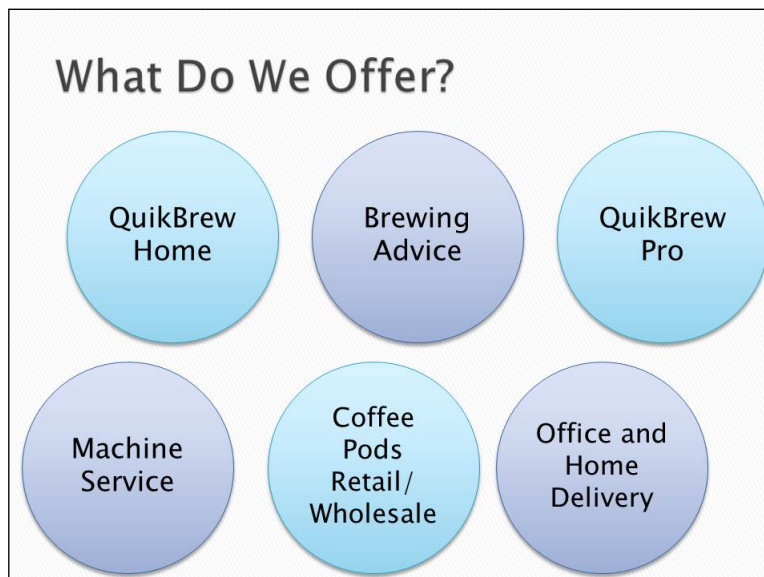 What Do We Offer?
QuikBrew
Home
Brewing
Advice
QuikBrew
Pro
Machine
Service
Coffee
Pods
Retail/
Wholesale
Office and
Home
Delivery